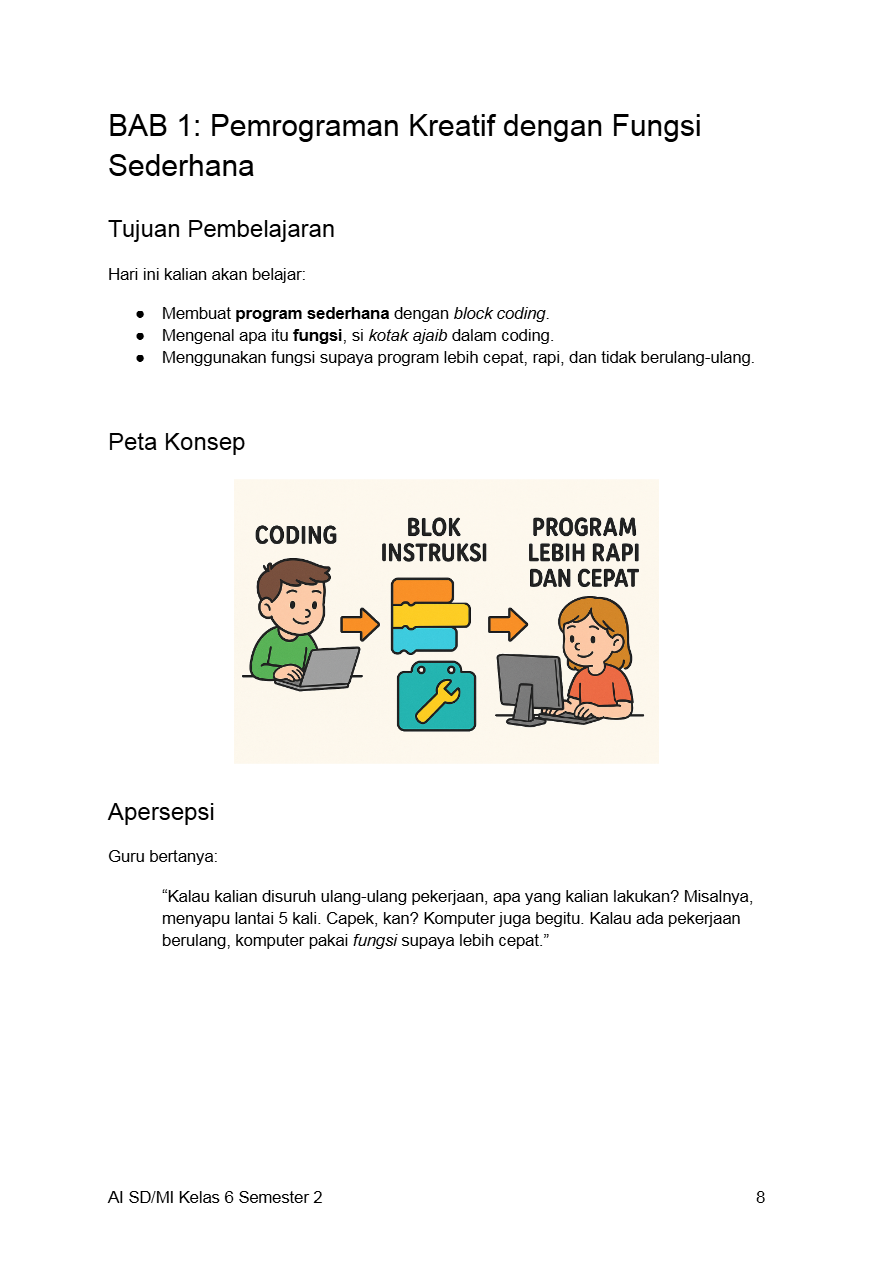 BAB 1: Pemrograman Kreatif dengan Fungsi
Sederhana
Tujuan Pembelajaran
Hari ini kalian akan belajar:
● Membuat program sederhana dengan block coding.
● Mengenal apa itu fungsi, si kotak ajaib dalam coding.
● Menggunakan fungsi supaya program lebih cepat, rapi, dan tidak berulang-ulang.
Peta Konsep
CODING
BLOK
INSTRUKSI
PROGRAM
LEBIH RAPI
DAN CEPAT
Apersepsi
Guru bertanya:
“Kalau kalian disuruh ulang-ulang pekerjaan, apa yang kalian lakukan? Misalnya,
menyapu lantai 5 kali. Capek, kan? Komputer juga begitu. Kalau ada pekerjaan
berulang, komputer pakai fungsi supaya lebih cepat.”
AI SD/MI Kelas 6 Semester 2 8